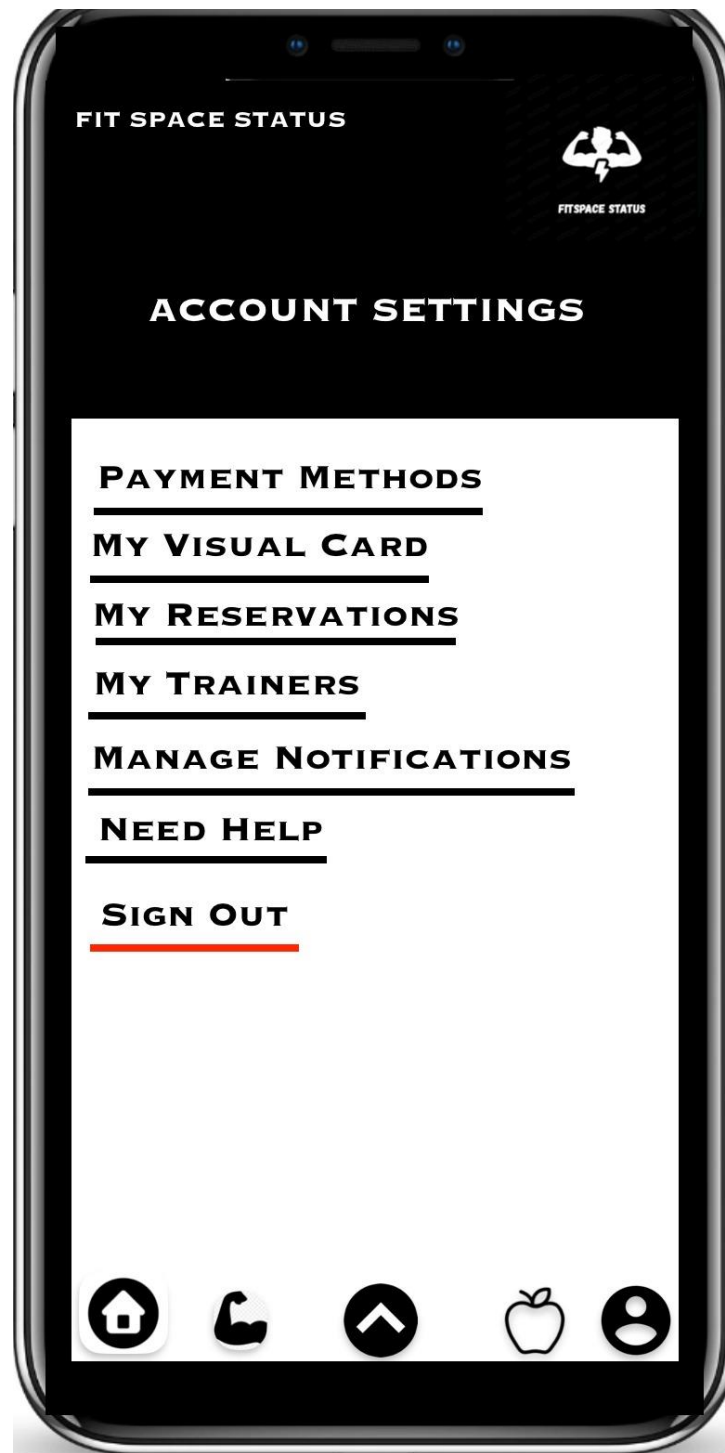 FIT SPACE STATUS
FITSPACE STATUS
ACCOUNT SETTINGS
PAYMENT METHODS
MY VISUAL CARD
MY RESERVATIONS
MY TRAINERS
MANAGE NOTIFICATIONS
NEED HELP
SIGN OUT